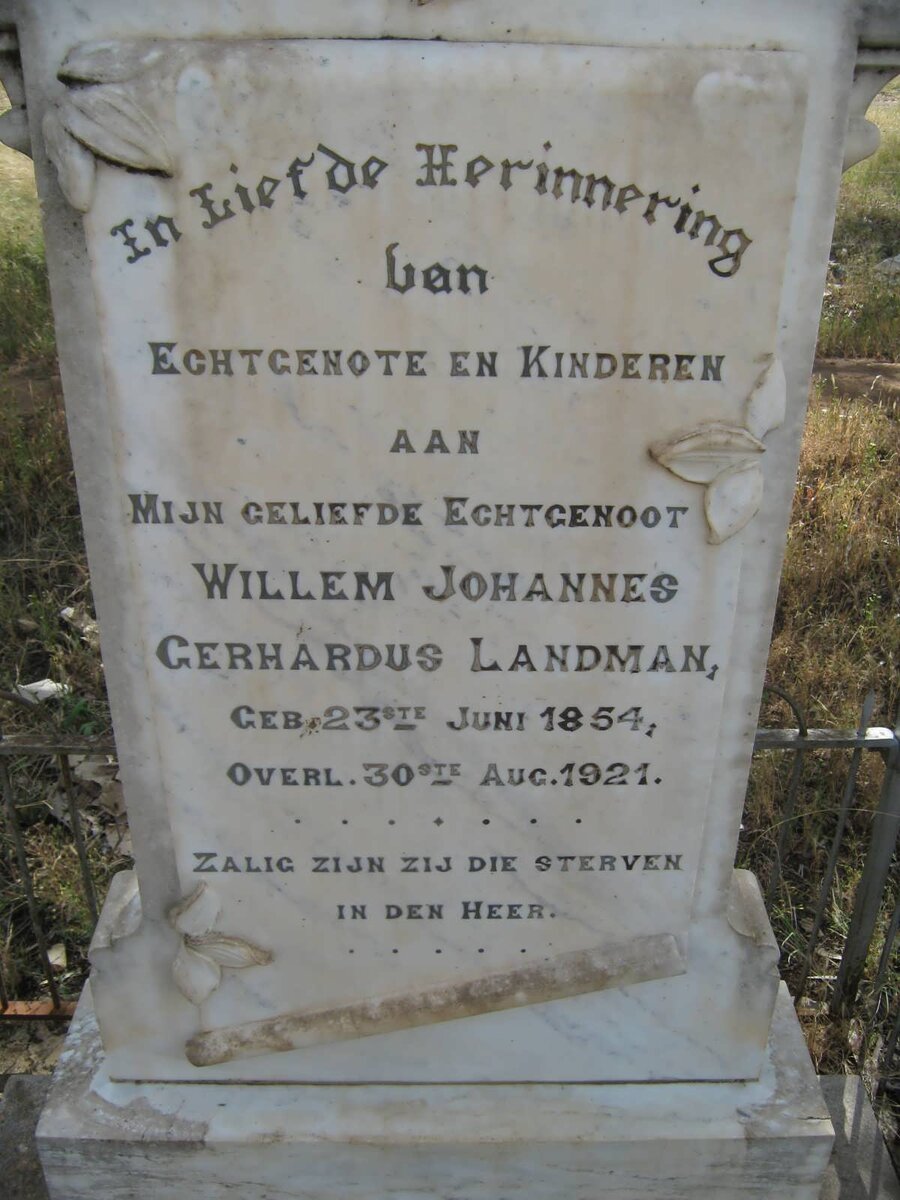 In Liefde Herinnering
van
ECHTGENOTE EN KINDEREN
AAN
MIJN GELIEFDE ECHTGENOOT
WILLEM JOHANNES
GERHARDUS LANDMAN,
GEB. 23STE JUNI 1854,
OVERL. 30STE AUG. 1921.
ZALIG ZIJN ZIJ DIE STERVEN
IN DEN HEER.